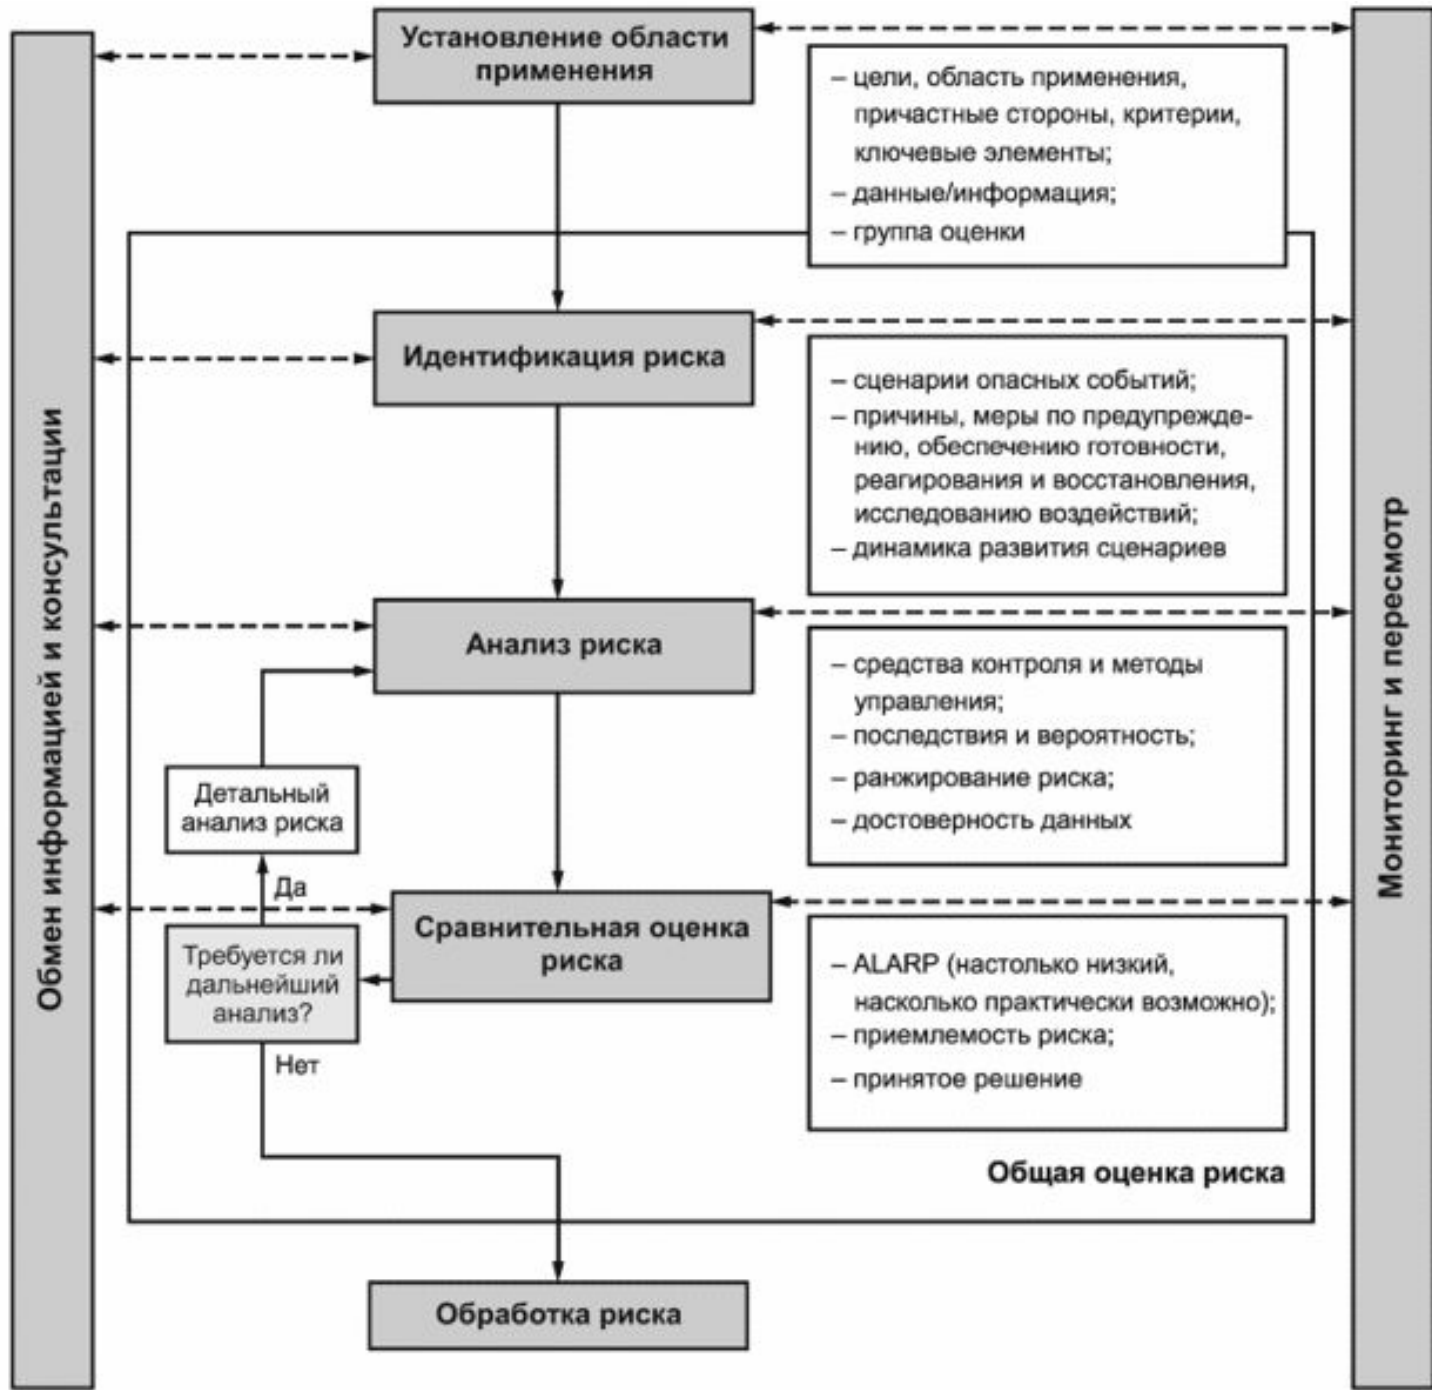 Обмен информацией и консультации
Установление области
применения
– цели, область применения,
причастные стороны, критерии,
ключевые элементы;
– данные/информация;
– группа оценки
Идентификация риска
– сценарии опасных событий;
– причины, меры по предупрежде-
нию, обеспечению готовности,
реагирования и восстановления,
исследованию воздействий;
– динамика развития сценариев
Анализ риска
– средства контроля и методы
управления;
– последствия и вероятность;
– ранжирование риска;
– достоверность данных
Детальный
анализ риска
Да
Сравнительная оценка
риска
Требуется ли
дальнейший
анализ?
Нет
– ALARP (настолько низкий,
насколько практически возможно);
– приемлемость риска;
– принятое решение
Общая оценка риска
Обработка риска
Мониторинг и пересмотр